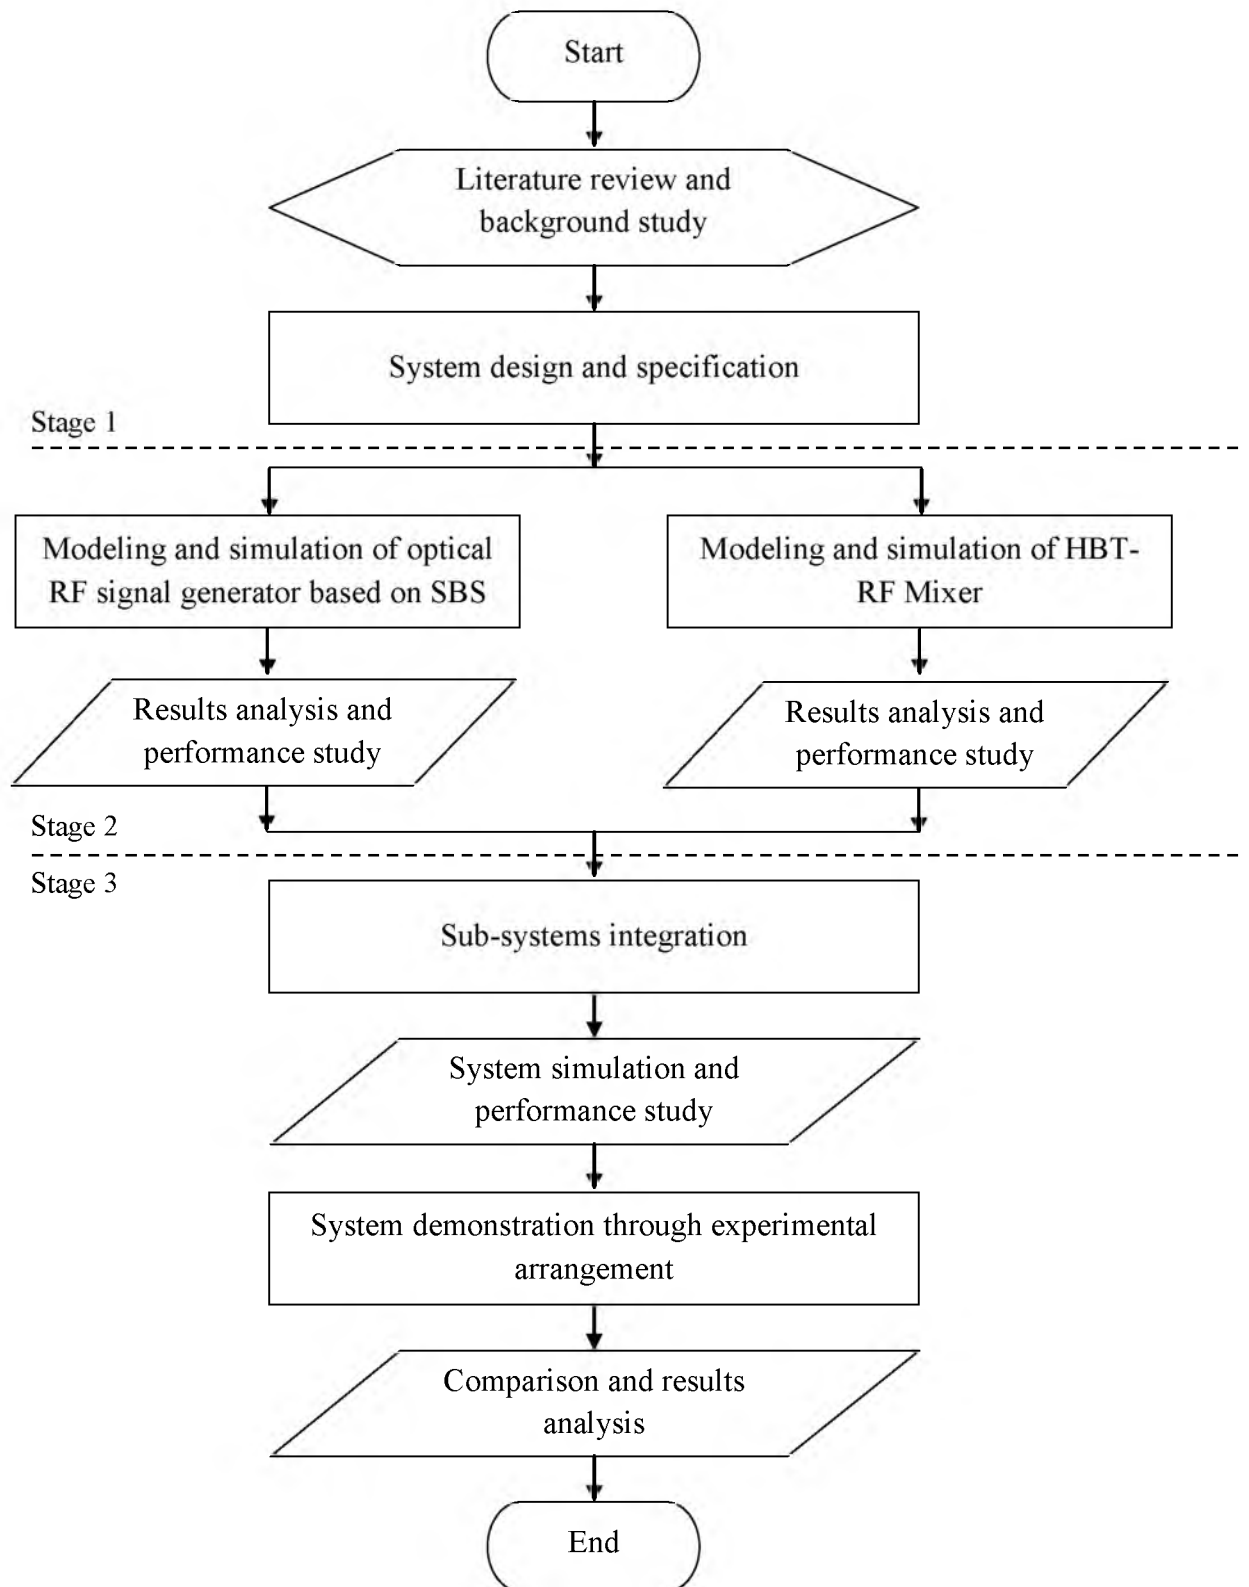 Start
Literature review and
background study
System design and specification
Stage 1
Modeling and simulation of optical
RF signal generator based on SBS
Modeling and simulation of HBT-
RF Mixer
Results analysis and
performance study
Results analysis and
performance study
Stage 2
Stage 3
Sub-systems integration
System simulation and
performance study
System demonstration through experimental
arrangement
Comparison and results
analysis
End